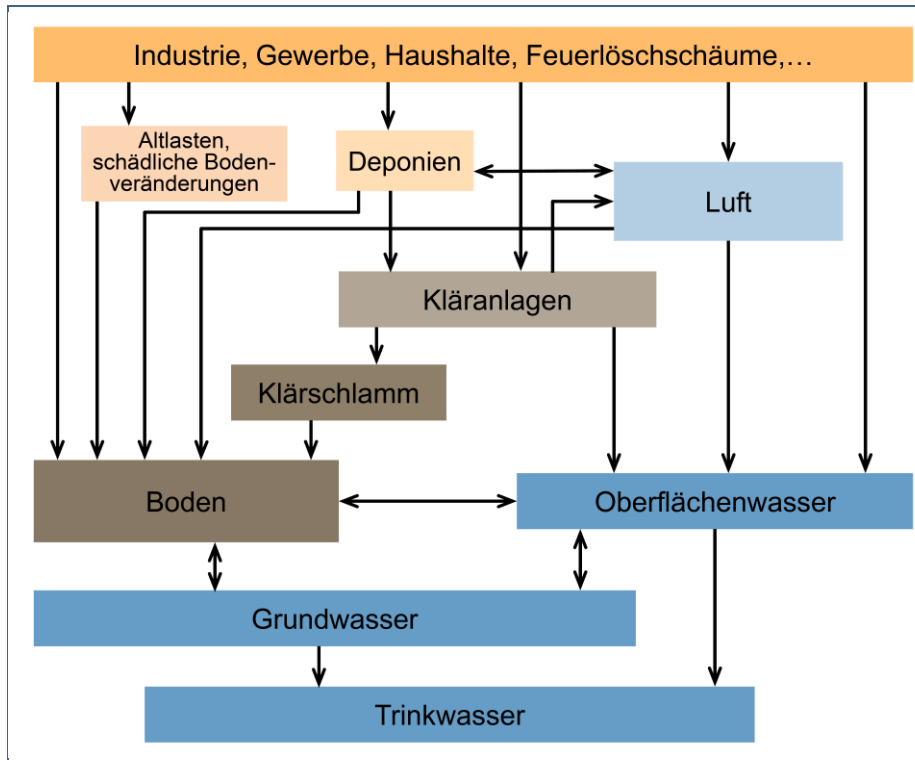 Industrie, Gewerbe, Haushalte, Feuerlöschschäume,...
Altlasten,
schädliche Boden-
veränderungen
Deponien
Luft
Kläranlagen
Klärschlamm
Boden
Oberflächenwasser
Grundwasser
Trinkwasser